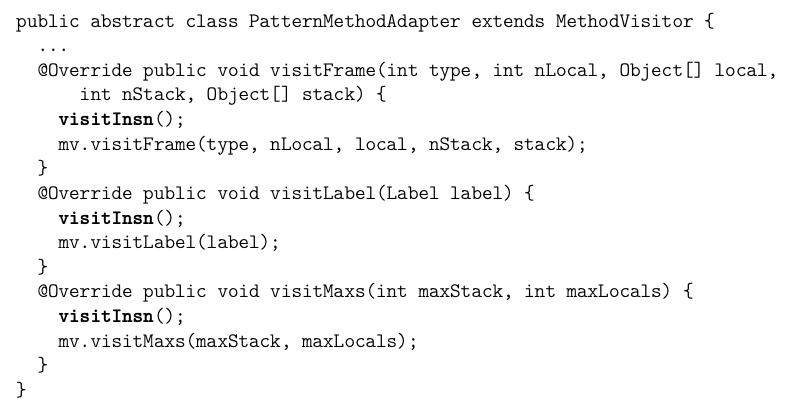 public abstract class PatternMethodAdapter extends MethodVisitor {
...
@Override public void visitFrame(int type, int nLocal, Object[] local,
int nStack, Object[] stack) {
visitInsn();
mv.visitFrame(type, nLocal, local, nStack, stack);
}
@Override public void visitLabel(Label label) {
visitInsn();
mv.visitLabel(label);
}
@Override public void visitMaxs(int maxStack, int maxLocals) {
visitInsn();
mv.visitMaxs(maxStack, maxLocals);
}
}